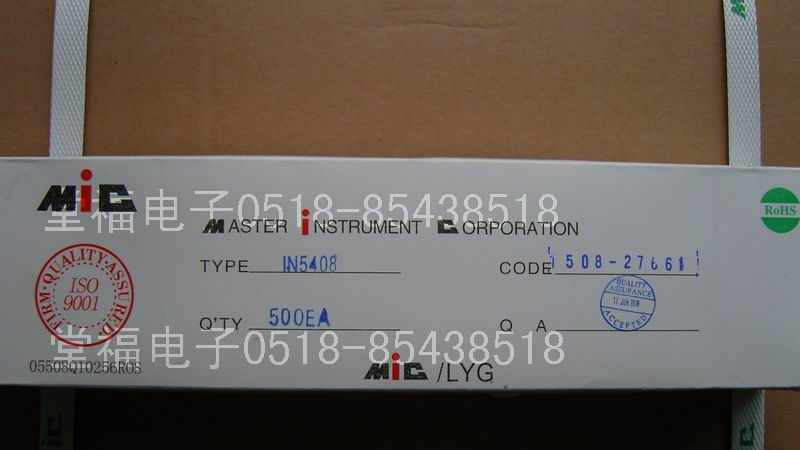 MiC
堂福电子0518-85438518
MASTER iNSTRUMENT CORPORATION
RoHS
FIRM·QUALITY·ASSURED.
ISO
9001
TYPE IN5408
CODE 1508-27661
QUALITY
ASSURANCE
ACCEPTED
Q'TY 500EA
Q A
堂福电子0518-85438518
05508QT0256ROS
MiC/LYG